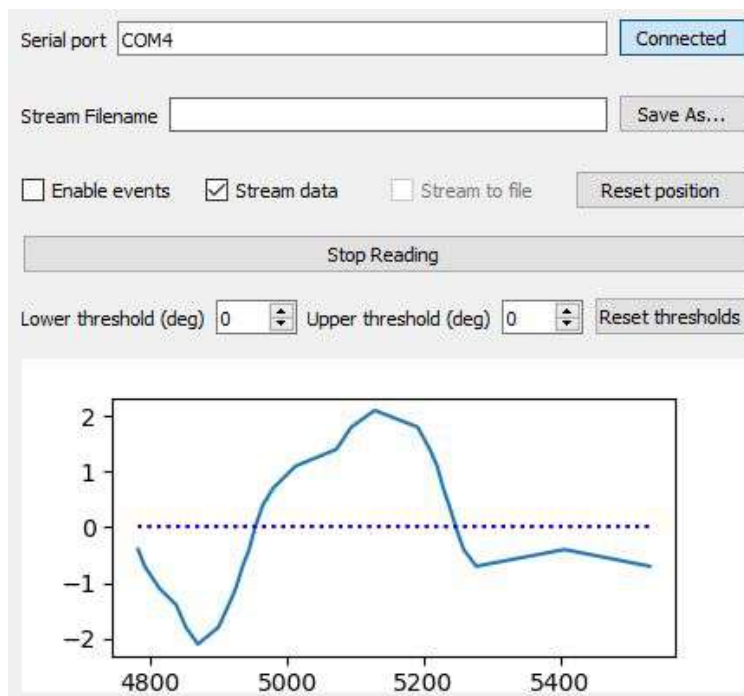 Serial port COM4 Connected
Stream Filename Save As...
Enable events Stream data Stream to file Reset position
Stop Reading
Lower threshold (deg) 0 Upper threshold (deg) 0 Reset thresholds
2
1
0
−1
−2
4800 5000 5200 5400